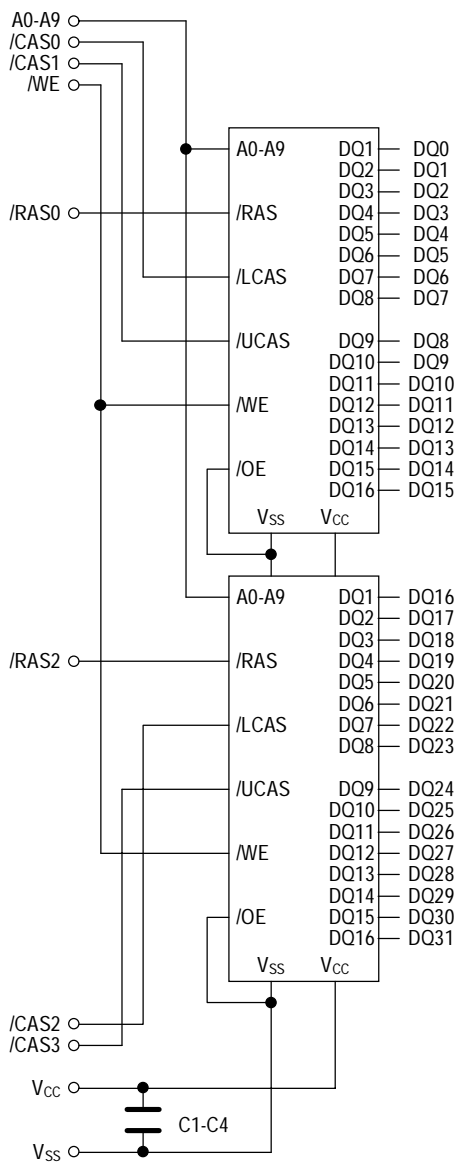 A0-A9
/CAS0
/CAS1
/WE
A0-A9 DQ1 DQ0
DQ2 DQ1
DQ3 DQ2
/RAS0 /RAS DQ4 DQ3
DQ5 DQ4
DQ6 DQ5
/LCAS DQ7 DQ6
DQ8 DQ7
/UCAS DQ9 DQ8
DQ10 DQ9
DQ11 DQ10
/WE DQ12 DQ11
DQ13 DQ12
DQ14 DQ13
/OE DQ15 DQ14
DQ16 DQ15
VSS VCC
A0-A9 DQ1 DQ16
DQ2 DQ17
DQ3 DQ18
/RAS2 /RAS DQ4 DQ19
DQ5 DQ20
DQ6 DQ21
/LCAS DQ7 DQ22
DQ8 DQ23
/UCAS DQ9 DQ24
DQ10 DQ25
DQ11 DQ26
/WE DQ12 DQ27
DQ13 DQ28
DQ14 DQ29
/OE DQ15 DQ30
DQ16 DQ31
VSS VCC
/CAS2
/CAS3
VCC
C1-C4
VSS